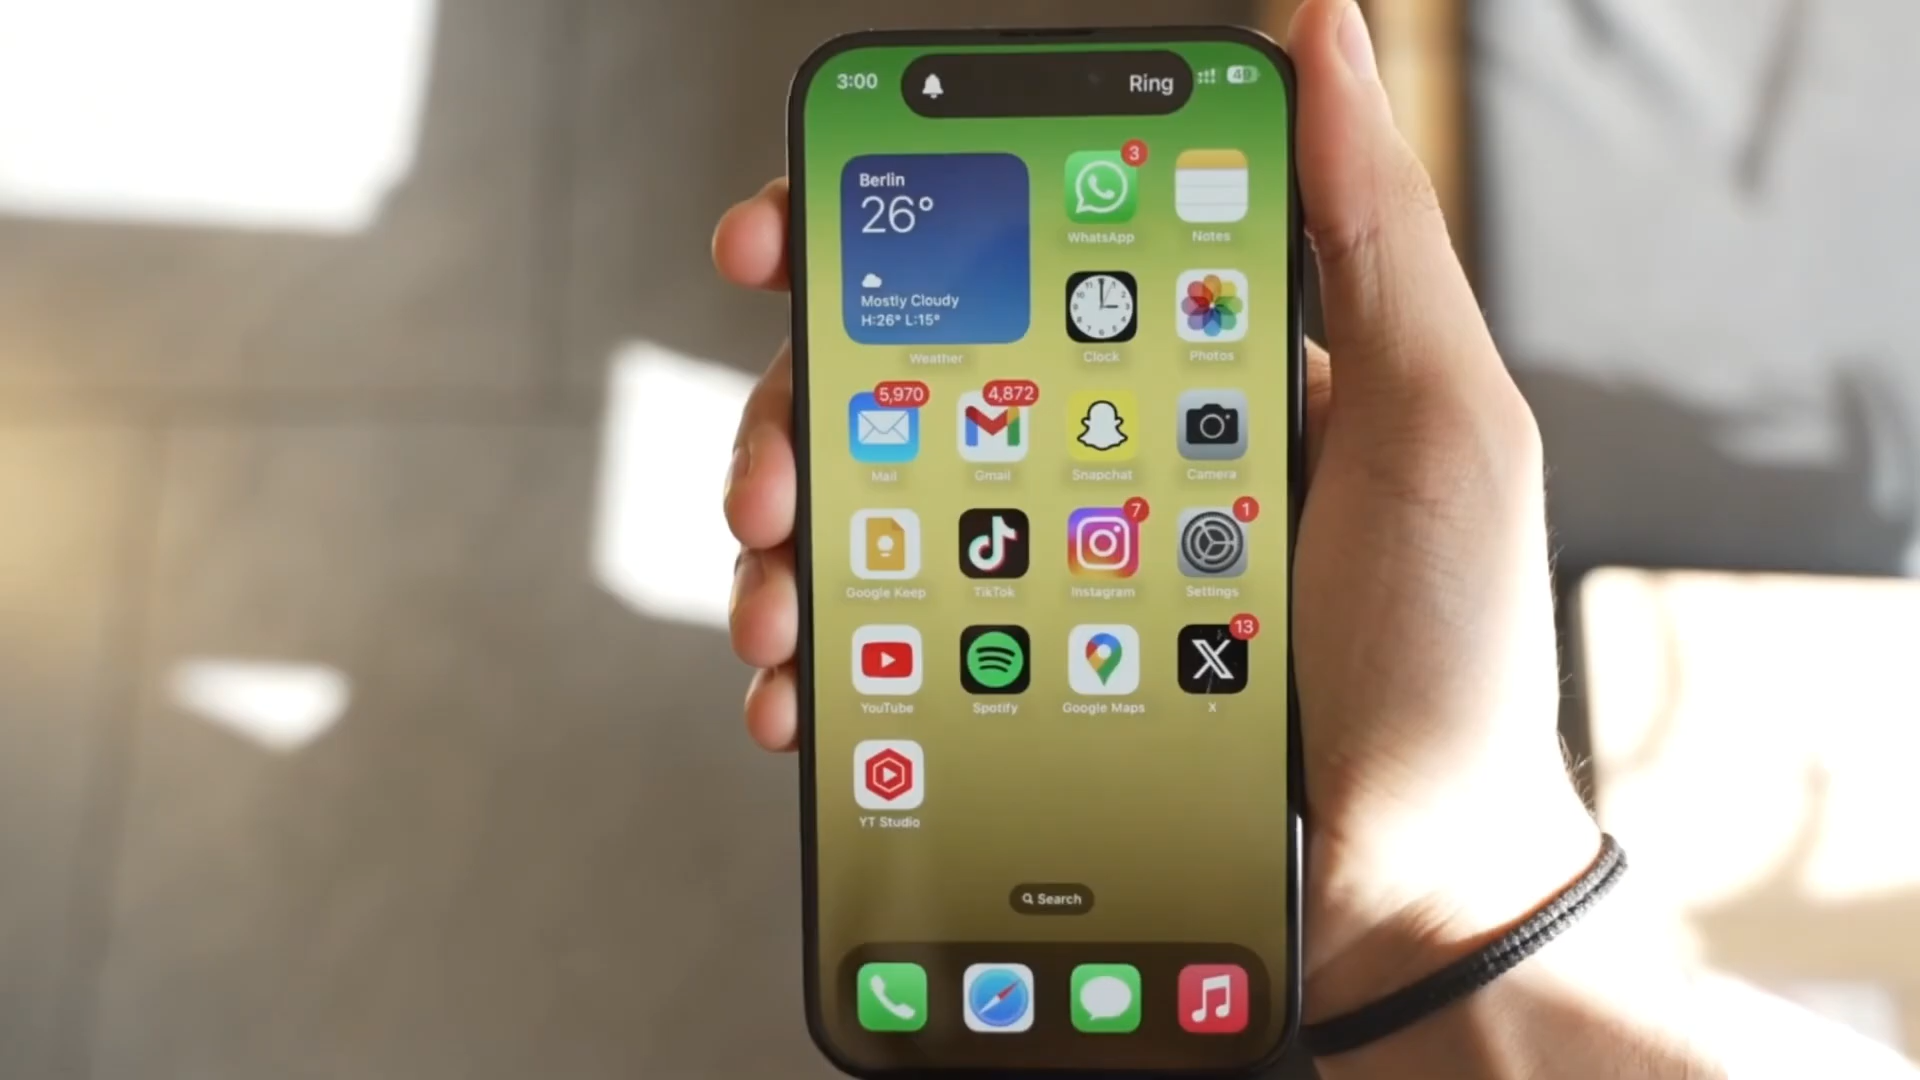 3:00
Ring
49
Berlin
26°
Mostly Cloudy
H:26° L:15°
Weather
3
WhatsApp
Notes
Clock
Photos
5,970
Mail
4,872
Gmail
Snapchat
Camera
Google Keep
TikTok
7
Instagram
1
Settings
YouTube
Spotify
Google Maps
13
X
YT Studio
Search